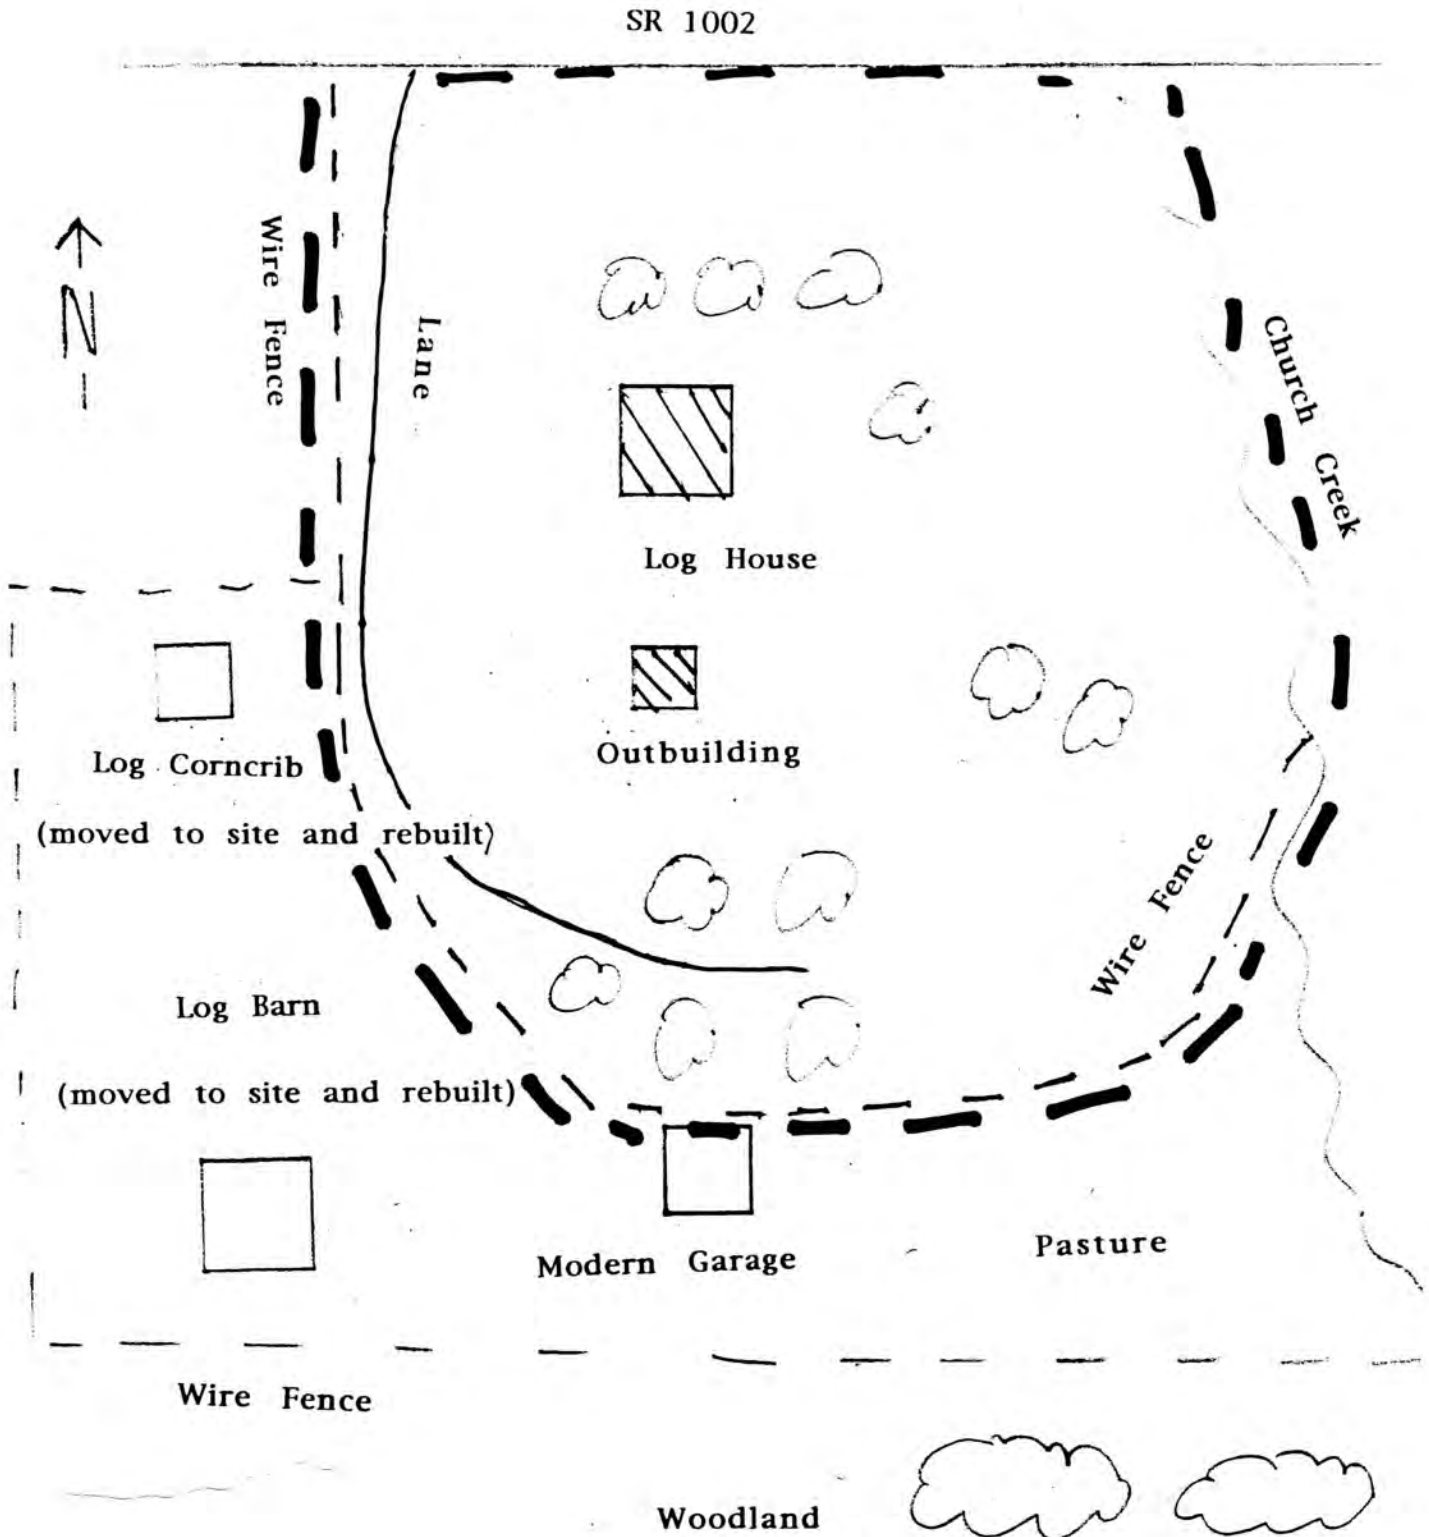 SR 1002
N
Wire Fence
Lane
Church Creek
Log House
Outbuilding
Log Corncrib
(moved to site and rebuilt)
Wire Fence
Log Barn
(moved to site and rebuilt)
Modern Garage
Pasture
Wire Fence
Woodland